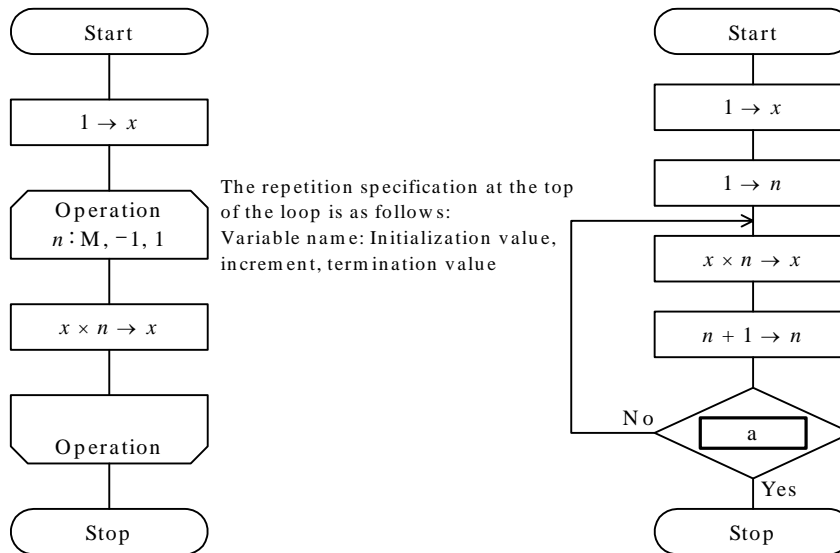 Start
1 → x
Operation
n : M, −1, 1
x × n → x
Operation
Stop
The repetition specification at the top
of the loop is as follows:
Variable name: Initialization value,
increment, termination value
Start
1 → x
1 → n
x × n → x
n + 1 → n
No
a
Yes
Stop